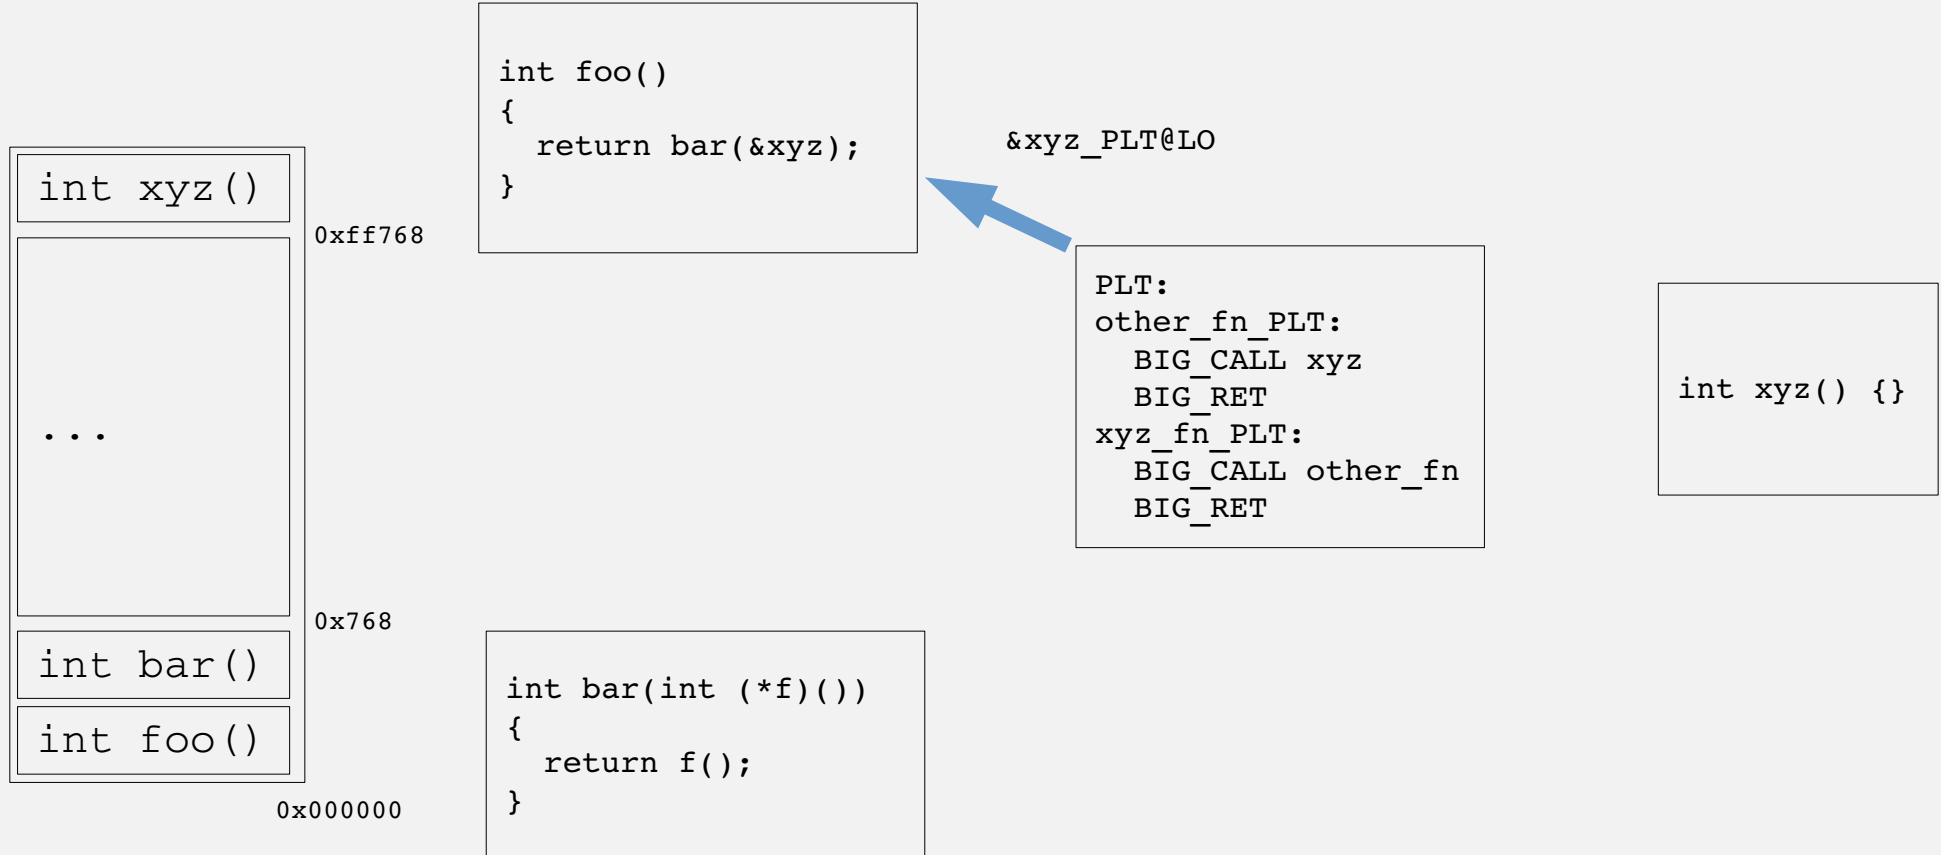 int xyz()
0xff768
...
0x768
int bar()
int foo()
0x000000
int foo()
{
  return bar(&xyz);
}
&xyz_PLT@LO
PLT:
other_fn_PLT:
  BIG_CALL xyz
  BIG_RET
xyz_fn_PLT:
  BIG_CALL other_fn
  BIG_RET
int xyz() {}
int bar(int (*f)())
{
  return f();
}